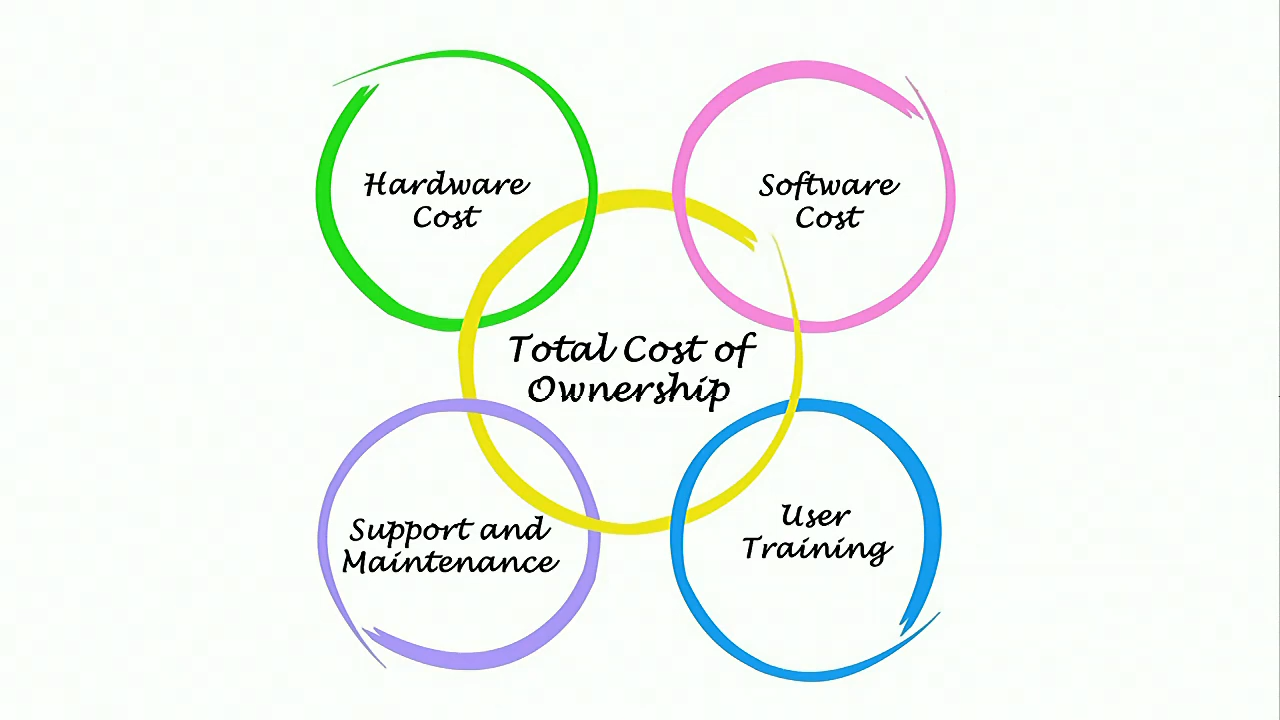 Hardware
Cost
Software
Cost
Total Cost of
Ownership
Support and
Maintenance
User
Training